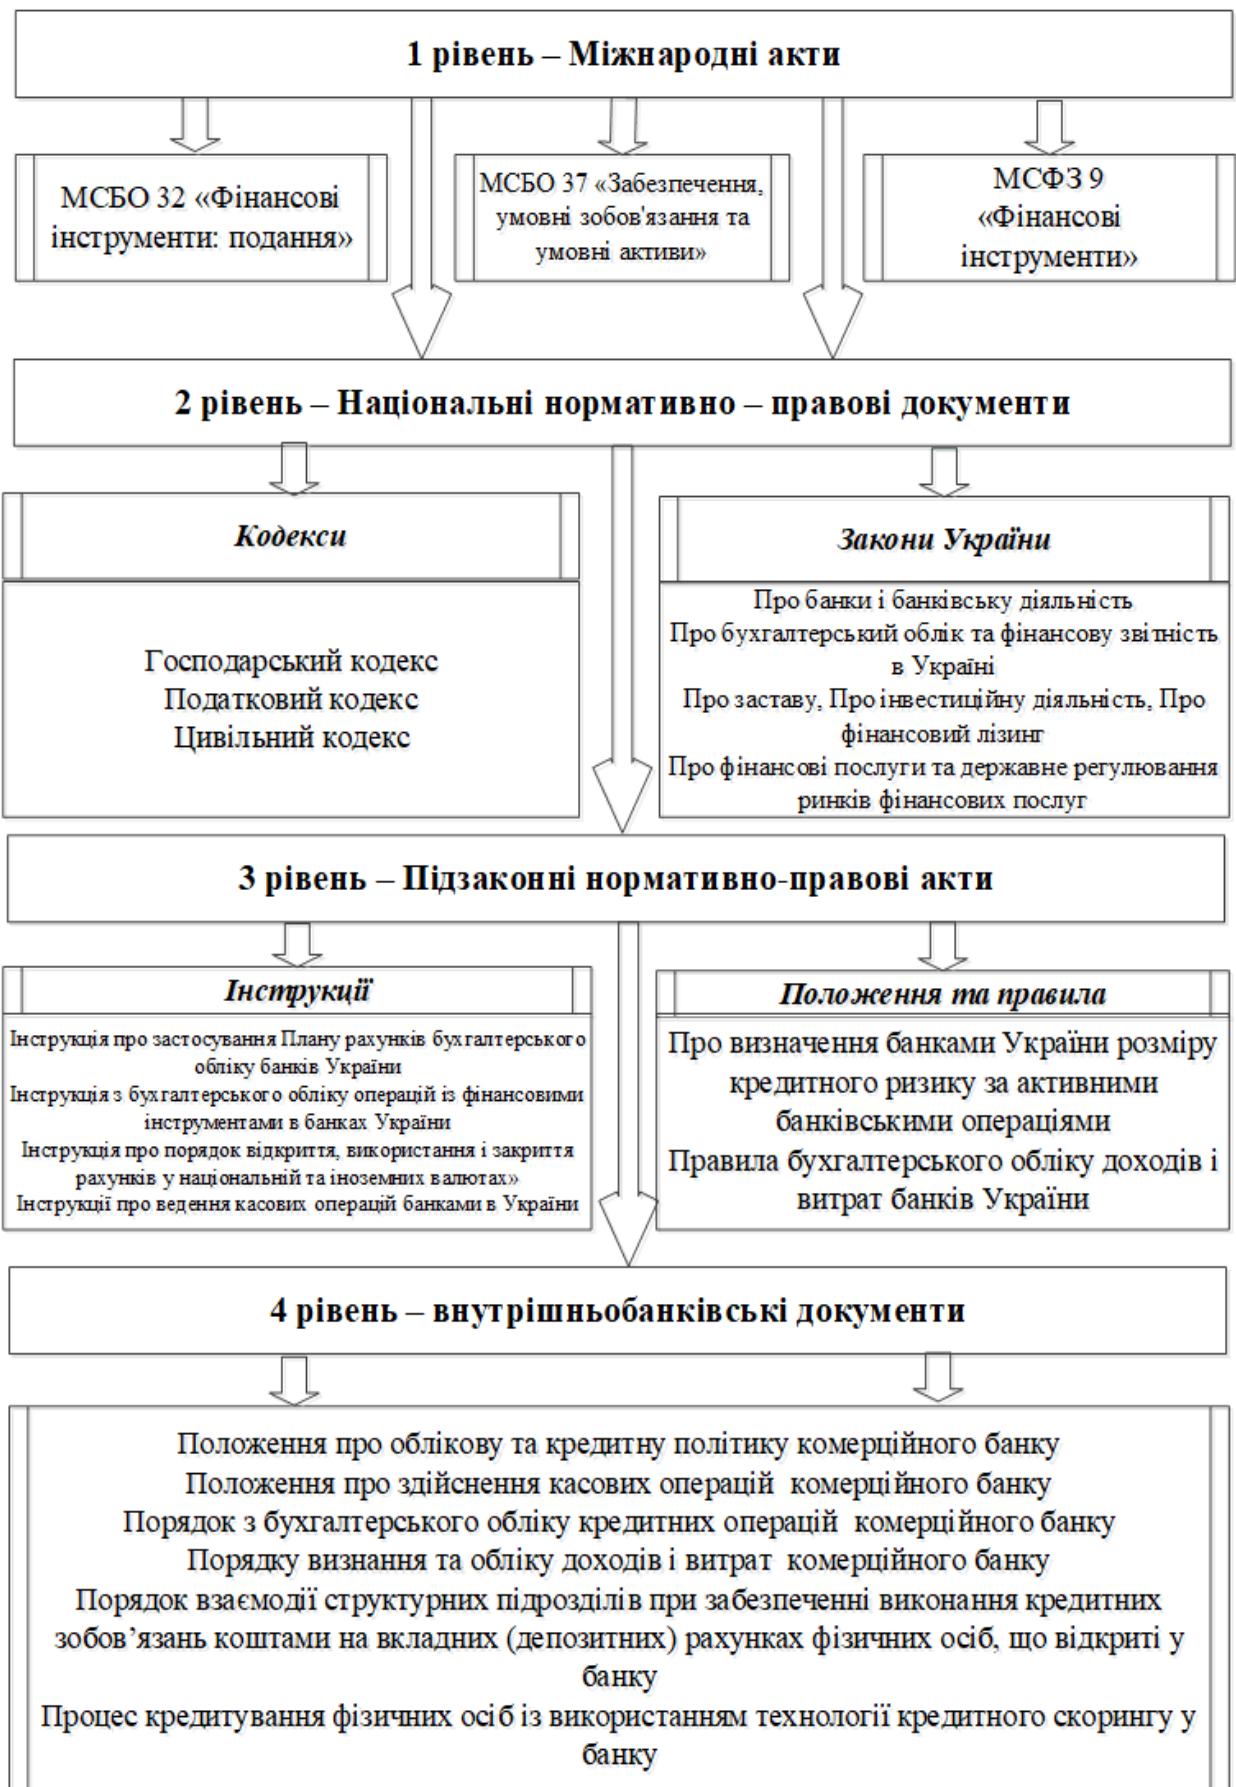 1 рівень – Міжнародні акти
МСБО 32 «Фінансові
інструменти: подання»
МСБО 37 «Забезпечення,
умовні зобов'язання та
умовні активи»
МСФЗ 9
«Фінансові
інструменти»
2 рівень – Національні нормативно – правові документи
Кодекси
Господарський кодекс
Податковий кодекс
Цивільний кодекс
Закони України
Про банки і банківську діяльність
Про бухгалтерський облік та фінансову звітність
в Україні
Про заставу, Про інвестиційну діяльність, Про
фінансовий лізинг
Про фінансові послуги та державне регулювання
ринків фінансових послуг
3 рівень – Підзаконні нормативно-правові акти
Інструкції
Інструкція про застосування Плану рахунків бухгалтерського
обліку банків України
Інструкція з бухгалтерського обліку операцій із фінансовими
інструментами в банках України
Інструкція про порядок відкриття, використання і закриття
рахунків у національній та іноземних валютах»
Інструкції про ведення касових операцій банками в Україні
Положення та правила
Про визначення банками України розміру
кредитного ризику за активними
банківськими операціями
Правила бухгалтерського обліку доходів і
витрат банків України
4 рівень – внутрішньобанківські документи
Положення про облікову та кредитну політику комерційного банку
Положення про здійснення касових операцій комерційного банку
Порядок з бухгалтерського обліку кредитних операцій комерційного банку
Порядку визнання та обліку доходів і витрат комерційного банку
Порядок взаємодії структурних підрозділів при забезпеченні виконання кредитних
зобов’язань коштами на вкладних (депозитних) рахунках фізичних осіб, що відкриті у
банку
Процес кредитування фізичних осіб із використанням технології кредитного скорингу у
банку